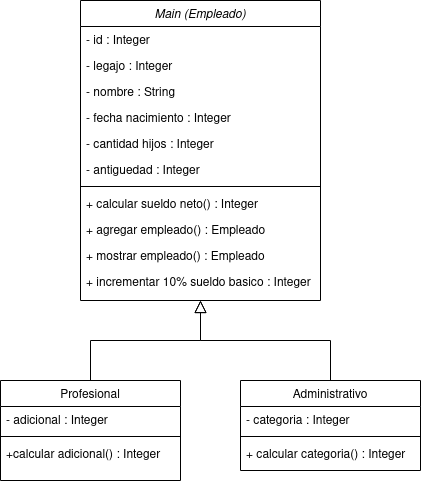 Main (Empleado)
- id : Integer
- legajo : Integer
- nombre : String
- fecha nacimiento : Integer
- cantidad hijos : Integer
- antiguedad : Integer
+ calcular sueldo neto() : Integer
+ agregar empleado() : Empleado
+ mostrar empleado() : Empleado
+ incrementar 10% sueldo basico : Integer
Profesional
- adicional : Integer
+calcular adicional() : Integer
Administrativo
- categoria : Integer
+ calcular categoria() : Integer